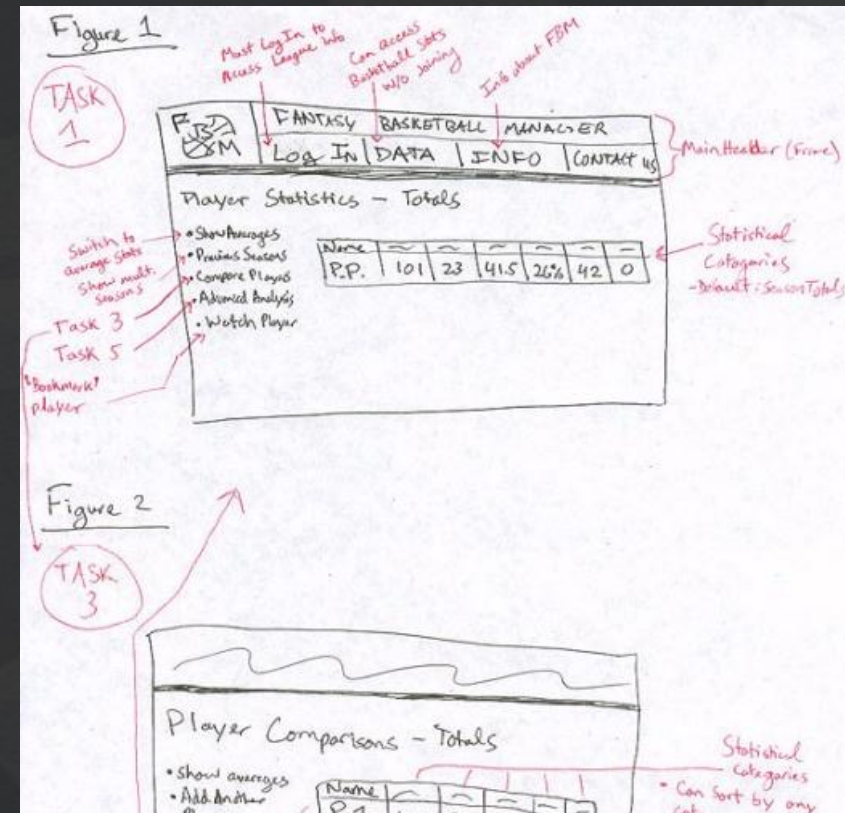 Figure 1
TASK
1
Must Log In to
Access League info
Can access
Basketball Stats
w/o joining
Info about FBM
FANTASY BASKETBALL MANAGER
Log In | DATA | INFO | CONTACT US
Main Header (Frame)
Player Statistics - Totals
• Show Averages
• Previous Seasons
• Compare Players
• Advanced Analysis
• Watch Player
Switch to
average stats
Show mult.
seasons
Task 3
Task 5
"Bookmark"
player
Name
P.P. 101 23 41.5 26% 42 0
Statistical
Categories
- Default: Season Totals
Figure 2
TASK
3
Player Comparisons - Totals
• Show averages
• Add Another
Name
P.1
Statistical
categories
• Can sort by any